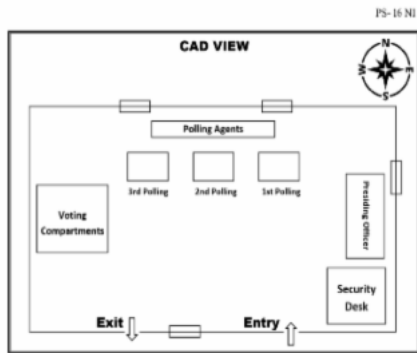 PS- 16 NI
CAD VIEW
N
W
E
S
Polling Agents
3rd Polling
2nd Polling
1st Polling
Voting
Compartments
Presiding Officer
Security
Desk
Exit
Entry